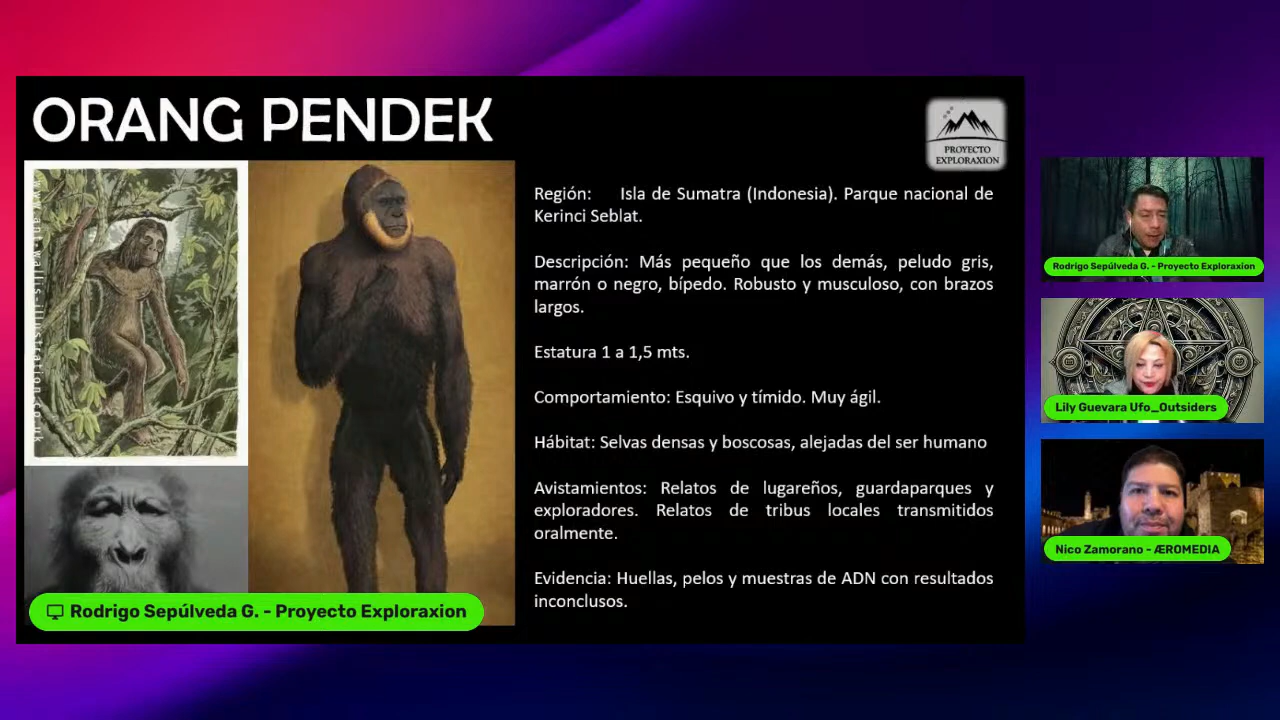 ORANG PENDEK
PROYECTO
EXPLORAXION
Región: Isla de Sumatra (Indonesia). Parque nacional de
Kerinci Seblat.
Descripción: Más pequeño que los demás, peludo gris,
marrón o negro, bípedo. Robusto y musculoso, con brazos
largos.
Estatura 1 a 1,5 mts.
Comportamiento: Esquivo y tímido. Muy ágil.
Hábitat: Selvas densas y boscosas, alejadas del ser humano
Avistamientos: Relatos de lugareños, guardaparques y
exploradores. Relatos de tribus locales transmitidos
oralmente.
Evidencia: Huellas, pelos y muestras de ADN con resultados
inconclusos.
Rodrigo Sepúlveda G. - Proyecto Exploraxion
Rodrigo Sepúlveda G. - Proyecto Exploraxion
Lily Guevara Ufo_Outsiders
Nico Zamorano - ÆROMEDIA